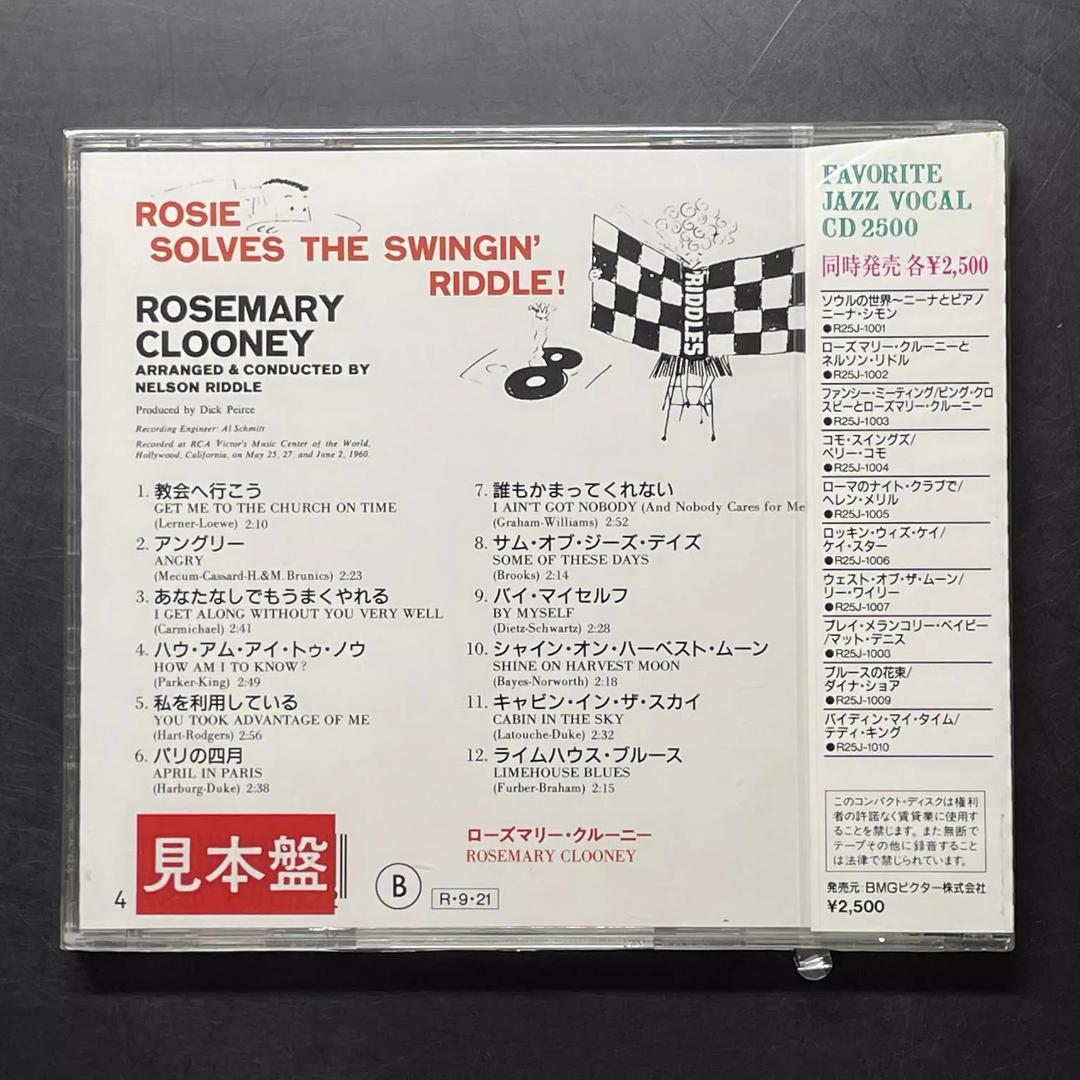 ROSIE
SOLVES THE SWINGIN'
RIDDLE!
ROSEMARY
CLOONEY
ARRANGED & CONDUCTED BY
NELSON RIDDLE
Produced by Dick Peirce
Recording Engineer: Al Schmitt
Recorded at RCA Victor's Music Center of the World,
Hollywood, California, on May 25, 27, and June 2, 1960.
RIDDLES
1. 教会へ行こう
GET ME TO THE CHURCH ON TIME
(Lerner-Loewe) 2:10
2. アングリー
ANGRY
(Mecum-Cassard-H.&M. Brunics) 2:23
3. あなたなしでもうまくやれる
I GET ALONG WITHOUT YOU VERY WELL
(Carmichael) 2:41
4. ハウ・アム・アイ・トゥ・ノウ
HOW AM I TO KNOW?
(Parker-King) 2:49
5. 私を利用している
YOU TOOK ADVANTAGE OF ME
(Hart-Rodgers) 2:56
6. パリの四月
APRIL IN PARIS
(Harburg-Duke) 2:38
7. 誰もかまってくれない
I AIN'T GOT NOBODY (And Nobody Cares for Me
(Graham-Williams) 2:52
8. サム・オブ・ジーズ・デイズ
SOME OF THESE DAYS
(Brooks) 2:14
9. バイ・マイセルフ
BY MYSELF
(Dietz-Schwartz) 2:28
10. シャイン・オン・ハーベスト・ムーン
SHINE ON HARVEST MOON
(Bayes-Norworth) 2:18
11. キャビン・イン・ザ・スカイ
CABIN IN THE SKY
(Latouche-Duke) 2:32
12. ライムハウス・ブルース
LIMEHOUSE BLUES
(Furber-Braham) 2:15
ローズマリー・クルーニー
ROSEMARY CLOONEY
4
見本盤
B
R・9・21
FAVORITE
JAZZ VOCAL
CD 2500
同時発売 各¥2,500
ソウルの世界〜ニーナとピアノ
ニーナ・シモン
●R25J-1001
ローズマリー・クルーニーと
ネルソン・リドル
●R25J-1002
ファンシー・ミーティング/ビング・クロ
スビーとローズマリー・クルーニー
●R25J-1003
コモ・スイングズ/
ペリー・コモ
●R25J-1004
ローマのナイト・クラブで/
ヘレン・メリル
●R25J-1005
ロッキン・ウィズ・ケイ/
ケイ・スター
●R25J-1006
ウェスト・オブ・ザ・ムーン/
リー・ワイリー
●R25J-1007
プレイ・メランコリー・ベイビー
/マット・デニス
●R25J-1008
ブルースの花束/
ダイナ・ショア
●R25J-1009
バイディン・マイ・タイム/
テディ・キング
●R25J-1010
このコンパクト・ディスクは権利
者の許諾なく賃貸業に使用す
ることを禁じます。また無断で
テープその他に録音すること
は法律で禁じられています。
発売元:BMGビクター株式会社
¥2,500